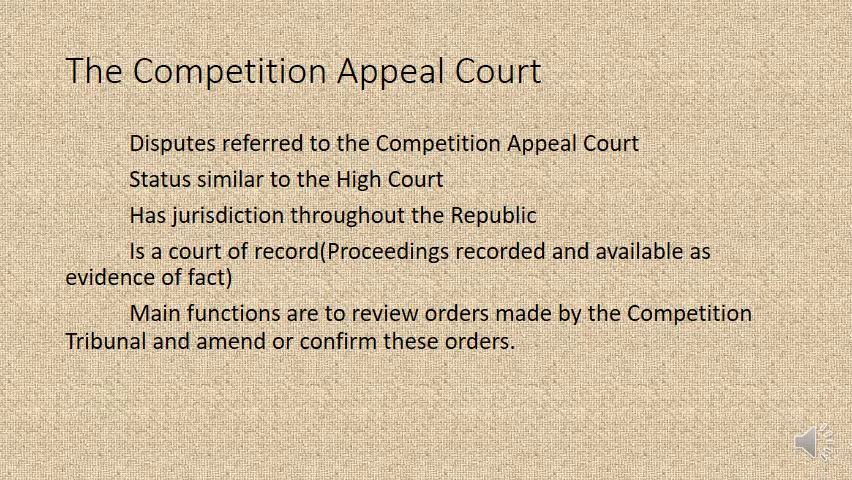 The Competition Appeal Court
Disputes referred to the Competition Appeal Court
Status similar to the High Court
Has jurisdiction throughout the Republic
Is a court of record(Proceedings recorded and available as
evidence of fact)
Main functions are to review orders made by the Competition
Tribunal and amend or confirm these orders.